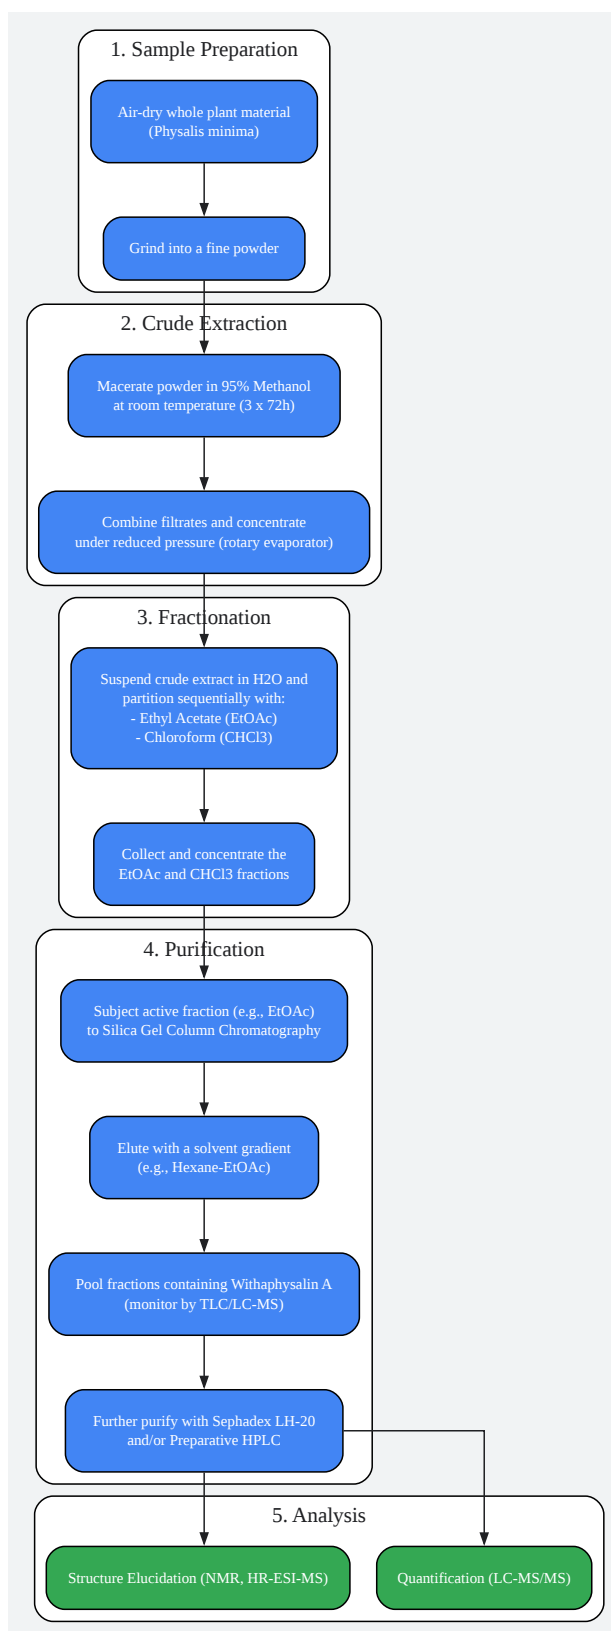 1. Sample Preparation
Air-dry whole plant material
(Physalis minima)
Grind into a fine powder
2. Crude Extraction
Macerate powder in 95% Methanol
at room temperature (3 x 72h)
Combine filtrates and concentrate
under reduced pressure (rotary evaporator)
3. Fractionation
Suspend crude extract in H2O and
partition sequentially with:
- Ethyl Acetate (EtOAc)
- Chloroform (CHCl3)
Collect and concentrate the
EtOAc and CHCl3 fractions
4. Purification
Subject active fraction (e.g., EtOAc)
to Silica Gel Column Chromatography
Elute with a solvent gradient
(e.g., Hexane-EtOAc)
Pool fractions containing Withaphysalin A
(monitor by TLC/LC-MS)
Further purify with Sephadex LH-20
and/or Preparative HPLC
5. Analysis
Structure Elucidation (NMR, HR-ESI-MS)
Quantification (LC-MS/MS)